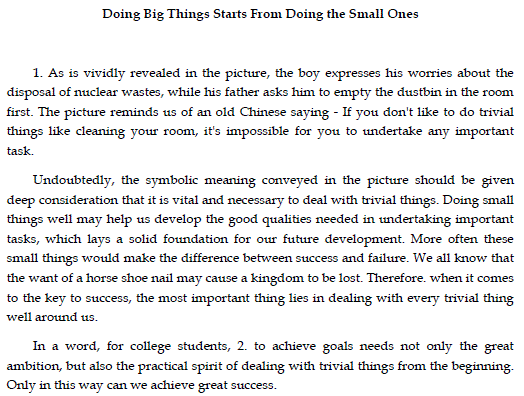 Doing Big Things Starts From Doing the Small Ones
1. As is vividly revealed in the picture, the boy expresses his worries about the
disposal of nuclear wastes, while his father asks him to empty the dustbin in the room
first. The picture reminds us of an old Chinese saying - If you don't like to do trivial
things like cleaning your room, it's impossible for you to undertake any important
task.
Undoubtedly, the symbolic meaning conveyed in the picture should be given
deep consideration that it is vital and necessary to deal with trivial things. Doing small
things well may help us develop the good qualities needed in undertaking important
tasks, which lays a solid foundation for our future development. More often these
small things would make the difference between success and failure. We all know that
the want of a horse shoe nail may cause a kingdom to be lost. Therefore. when it comes
to the key to success, the most important thing lies in dealing with every trivial thing
well around us.
In a word, for college students, 2. to achieve goals needs not only the great
ambition, but also the practical spirit of dealing with trivial things from the beginning.
Only in this way can we achieve great success.